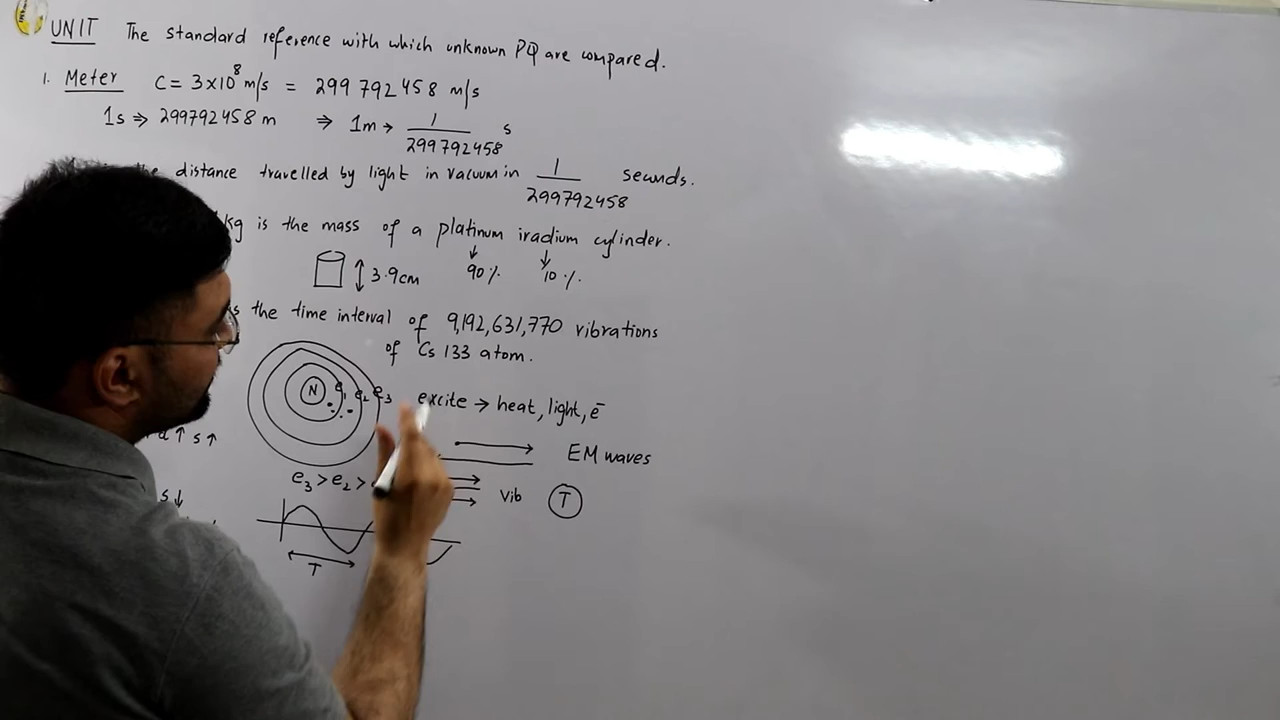 UNIT The standard reference with which unknown PQ are compared.
1. Meter C = 3×10⁸ m/s = 299 792 458 m/s
1s ⇒ 299792458 m ⇒ 1m → 1/299792458 s
distance travelled by light in vacuum in 1/299792458 seconds.
kg is the mass of a platinum iradium cylinder.
3.9cm 90% 10%.
the time interval of 9,192,631,770 vibrations
of Cs 133 atom.
N e₁ e₂ e₃ excite → heat, light, e⁻
↑ s↑ EM waves
e₃ > e₂ >
s↓ Vib T
T